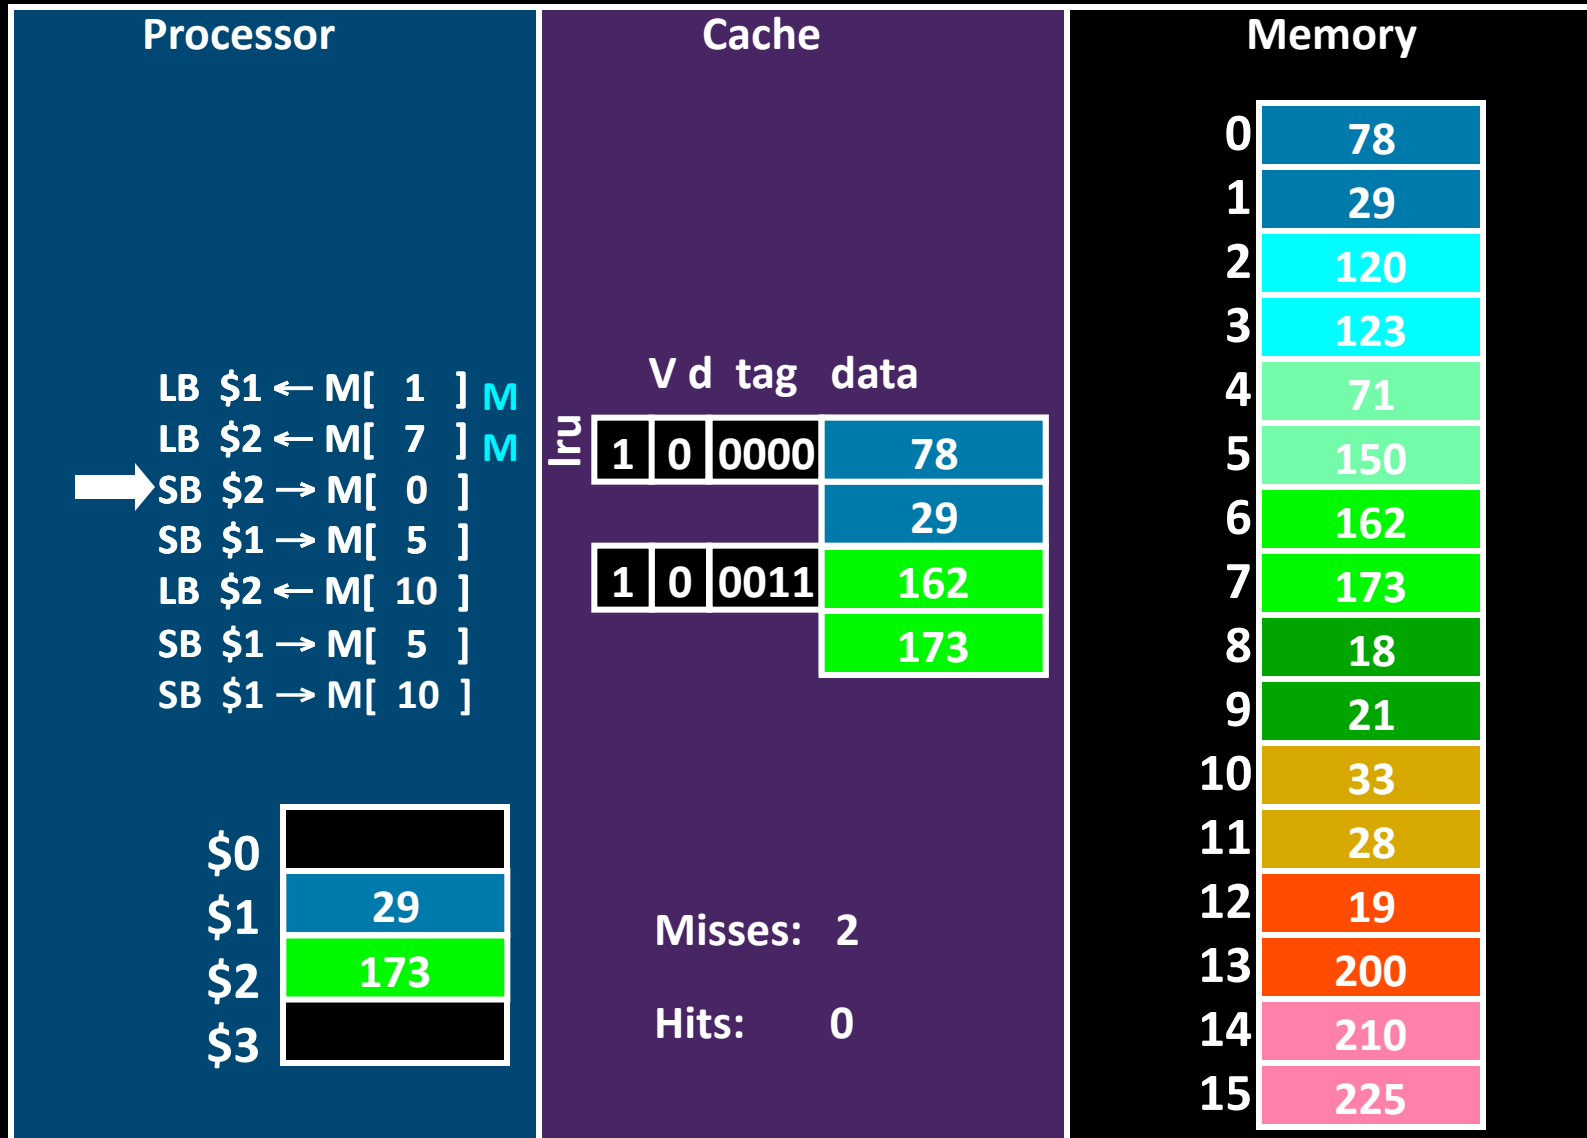 Processor
LB $1 ← M[ 1 ] M
LB $2 ← M[ 7 ] M
SB $2 → M[ 0 ]
SB $1 → M[ 5 ]
LB $2 ← M[ 10 ]
SB $1 → M[ 5 ]
SB $1 → M[ 10 ]
$0
$1 29
$2 173
$3
Cache
V d tag data
lru 1 0 0000 78
29
1 0 0011 162
173
Misses: 2
Hits: 0
Memory
0 78
1 29
2 120
3 123
4 71
5 150
6 162
7 173
8 18
9 21
10 33
11 28
12 19
13 200
14 210
15 225